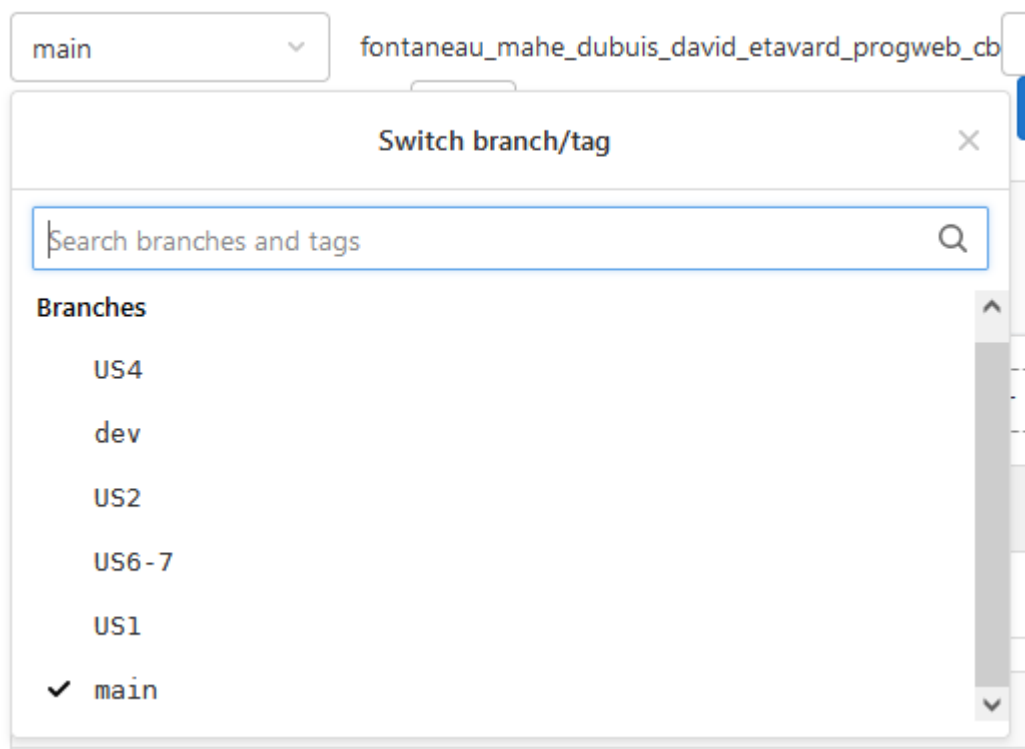 main fontaneau_mahe_dubuis_david_etavard_progweb_cb
Switch branch/tag
Search branches and tags
Branches
US4
dev
US2
US6-7
US1
main